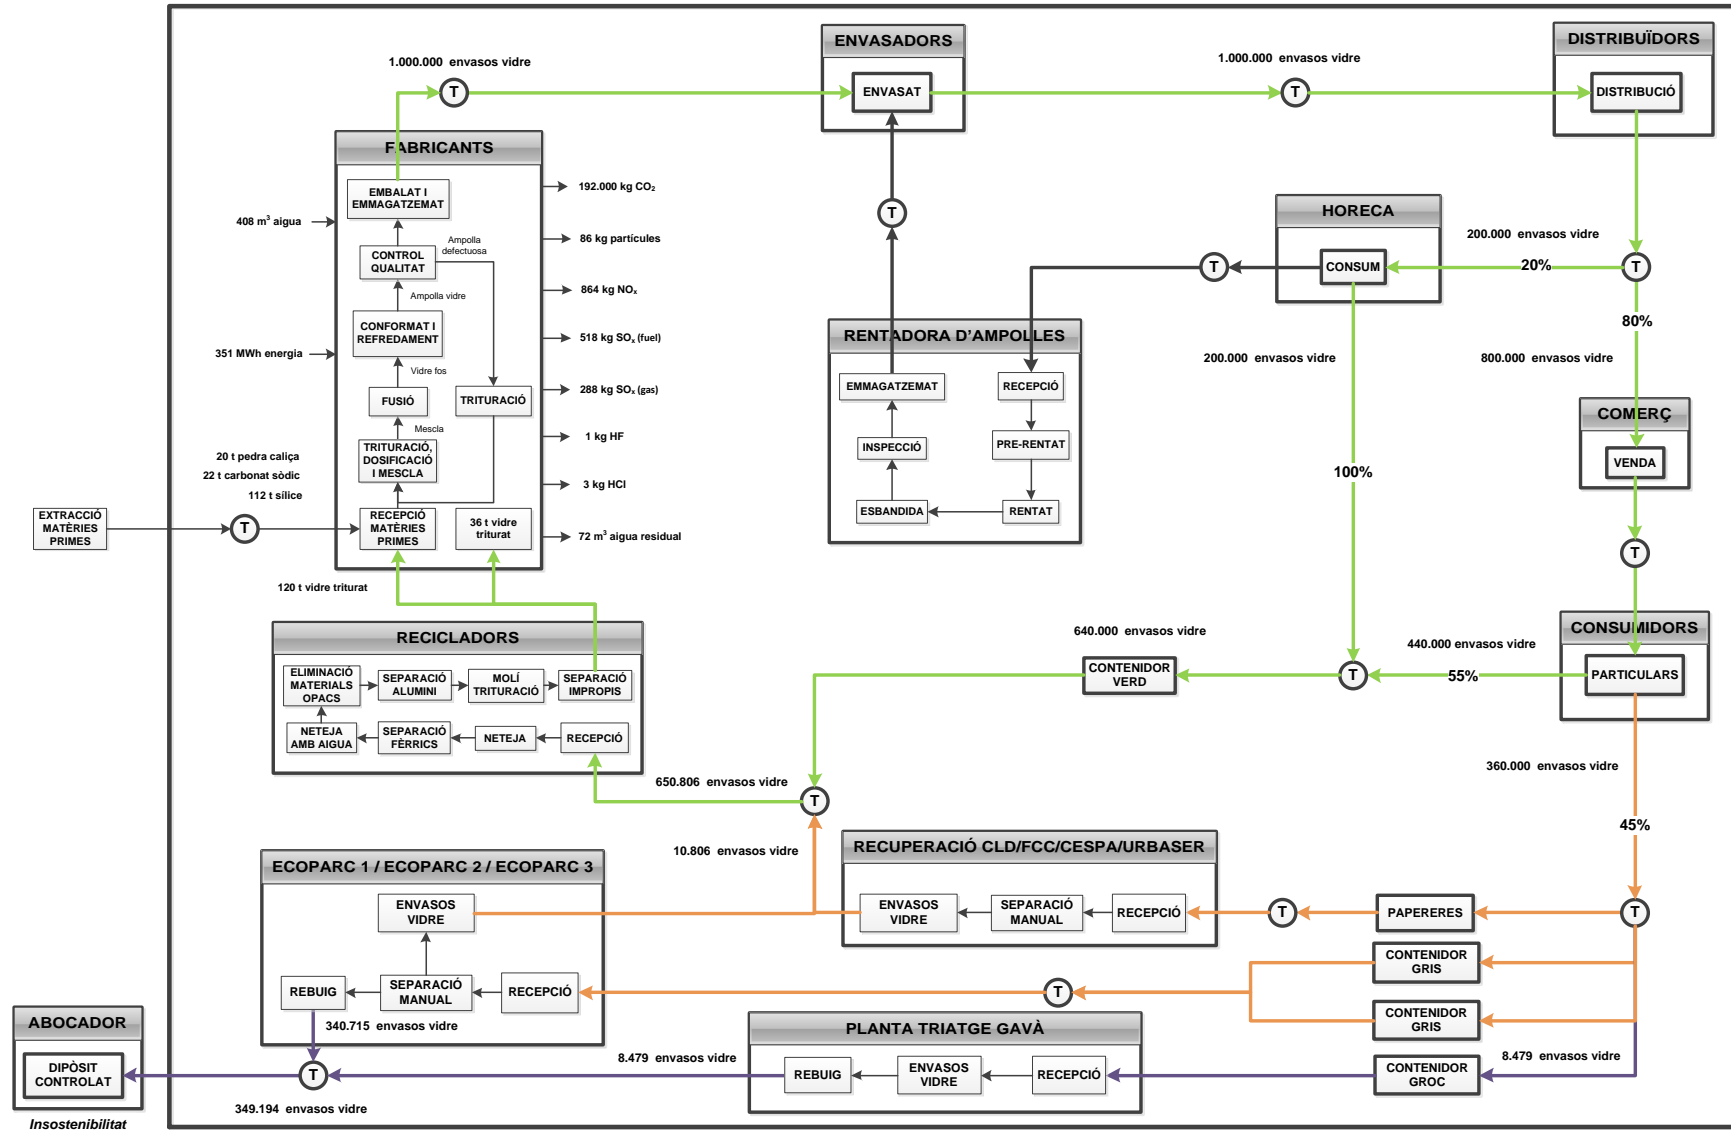 ENVASADORS
ENVASAT
DISTRIBUÏDORS
DISTRIBUCIÓ
1.000.000 envasos vidre
T
1.000.000 envasos vidre
T
FABRICANTS
EMBALAT I
EMMAGATZEMAT
CONTROL
QUALITAT
Ampolla
defectuosa
Ampolla vidre
CONFORMAT I
REFREDAMENT
Vidre fos
FUSIÓ
TRITURACIÓ
Mescla
TRITURACIÓ,
DOSIFICACIÓ
I MESCLA
RECEPCIÓ
MATÈRIES
PRIMES
36 t vidre
triturat
408 m³ aigua
351 MWh energia
20 t pedra caliça
22 t carbonat sòdic
112 t sílice
EXTRACCIÓ
MATÈRIES
PRIMES
T
192.000 kg CO₂
86 kg partícules
864 kg NOₓ
518 kg SOₓ (fuel)
288 kg SOₓ (gas)
1 kg HF
3 kg HCl
72 m³ aigua residual
120 t vidre triturat
T
HORECA
CONSUM
T
200.000 envasos vidre
20%
T
80%
800.000 envasos vidre
RENTADORA D'AMPOLLES
EMMAGATZEMAT
RECEPCIÓ
INSPECCIÓ
PRE-RENTAT
ESBANDIDA
RENTAT
200.000 envasos vidre
100%
COMERÇ
VENDA
T
CONSUMIDORS
PARTICULARS
440.000 envasos vidre
55%
T
640.000 envasos vidre
CONTENIDOR
VERD
RECICLADORS
ELIMINACIÓ
MATERIALS
OPACS
SEPARACIÓ
ALUMINI
MOLÍ
TRITURACIÓ
SEPARACIÓ
IMPROPIS
NETEJA
AMB AIGUA
SEPARACIÓ
FÈRRICS
NETEJA
RECEPCIÓ
650.806 envasos vidre
T
10.806 envasos vidre
360.000 envasos vidre
45%
T
ECOPARC 1 / ECOPARC 2 / ECOPARC 3
ENVASOS
VIDRE
REBUIG
SEPARACIÓ
MANUAL
RECEPCIÓ
340.715 envasos vidre
RECUPERACIÓ CLD/FCC/CESPA/URBASER
ENVASOS
VIDRE
SEPARACIÓ
MANUAL
RECEPCIÓ
T
PAPERERES
CONTENIDOR
GRIS
T
CONTENIDOR
GRIS
PLANTA TRIATGE GAVÀ
REBUIG
ENVASOS
VIDRE
RECEPCIÓ
8.479 envasos vidre
CONTENIDOR
GROC
8.479 envasos vidre
T
349.194 envasos vidre
ABOCADOR
DIPÒSIT
CONTROLAT
Insostenibilitat